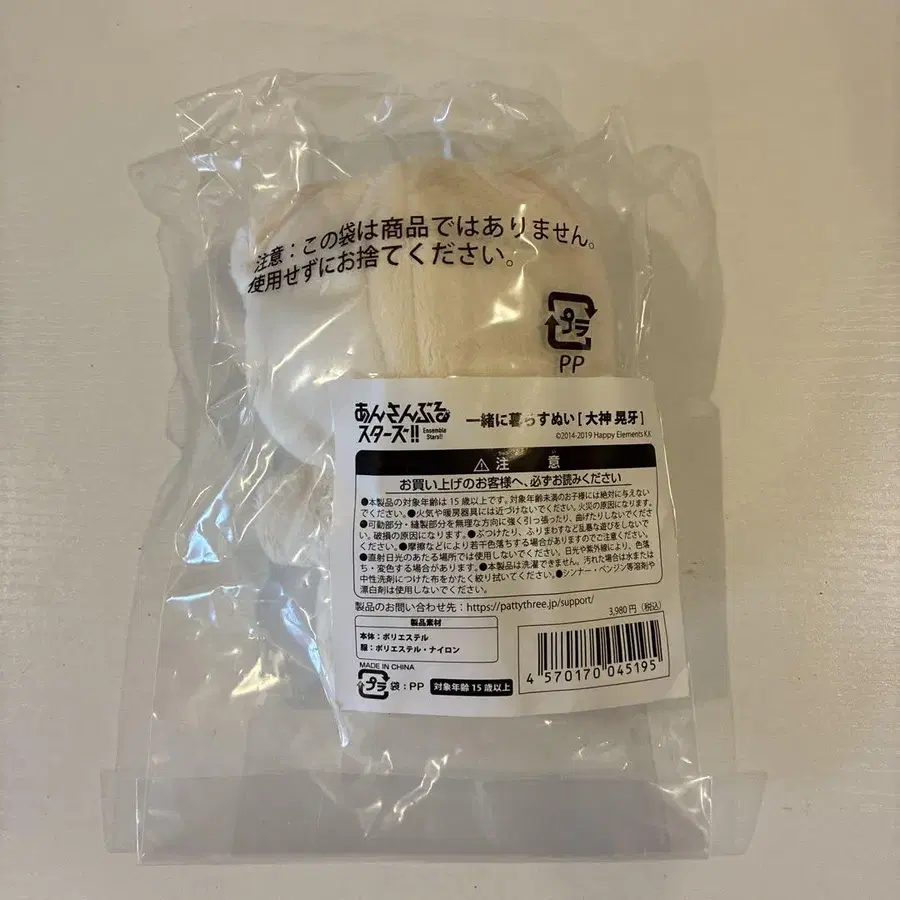 注意：この袋は商品ではありません。
使用せずにお捨てください。
プラ
PP
あんさんぶる
スターズ!!
Ensemble
Stars!!
一緒に暮らすぬい [ 大神 晃牙 ]
©2014-2019 Happy Elements K.K
⚠注 意
お買い上げのお客様へ、必ずお読みください
●本製品の対象年齢は 15 歳以上です。対象年齢未満のお子様には絶対に与えない
でください。●火気や暖房器具には近づけないでください。火災の原因になります。
●可動部分・縫製部分を無理な方向に強く引っ張ったり、曲げたりしないでくださ
い。破損の原因になります。●ぶつけたり、ふりまわすなど乱暴な遊びをしないで
ください。●摩擦などにより若干色落ちする場合がありますのでご注意ください。
●直射日光のあたる場所では使用しないでください。日光や紫外線により、色落
ち・変色する場合があります。●本製品は洗濯できません。汚れた場合は水または
中性洗剤につけた布をかたく絞り拭いてください。●シンナー・ベンジン等溶剤や
漂白剤は使用しないでください。
製品のお問い合わせ先：https://pattythree.jp/support/
3,980 円（税込）
製品素材
本体：ポリエステル
服：ポリエステル・ナイロン
MADE IN CHINA
プラ 袋：PP 対象年齢 15 歳以上
4 570170 045195